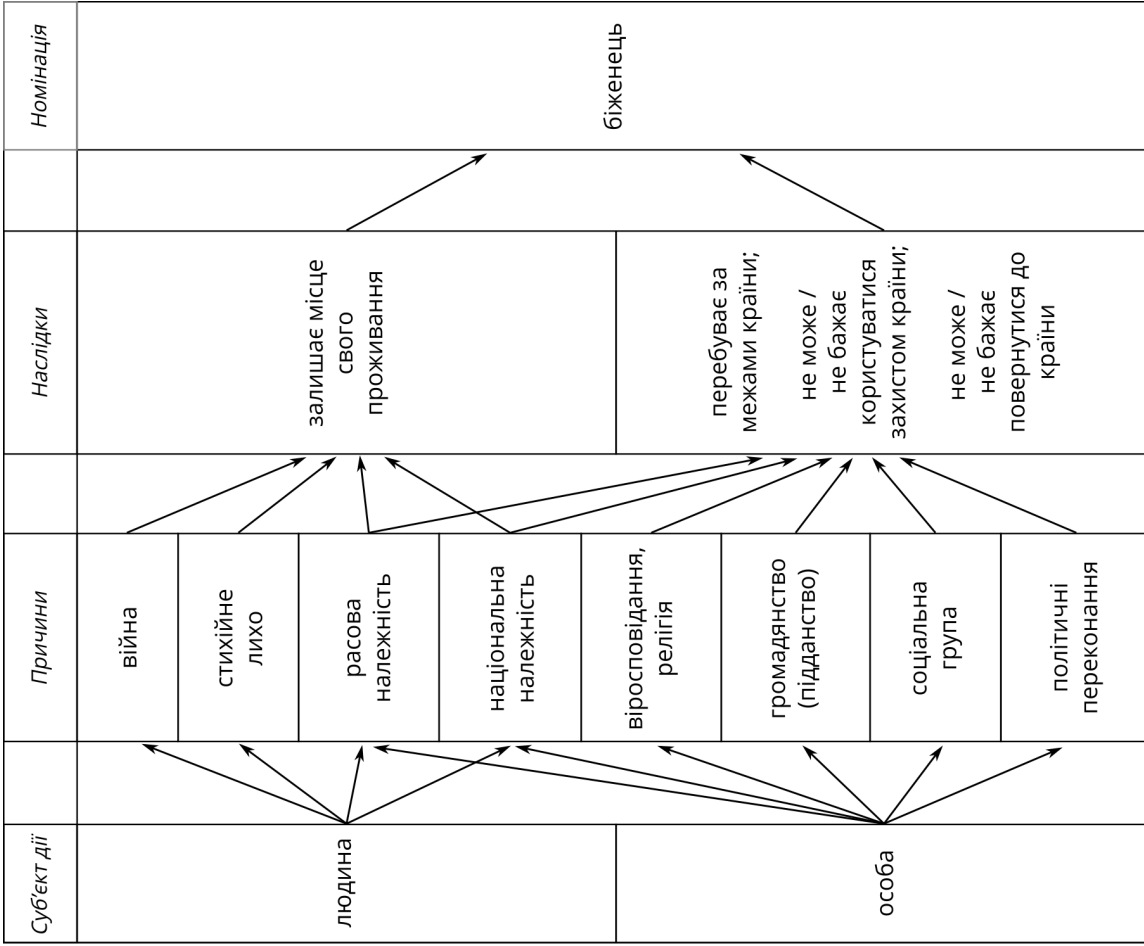 Суб’єкт дії
Причини
Наслідки
Номінація
людина
особа
війна
стихійне
лихо
расова
належність
національна
належність
віросповідання,
релігія
громадянство
(підданство)
соціальна
група
політичні
переконання
залишає місце
свого
проживання
перебуває за
межами країни;
не може /
не бажає
користуватися
захистом країни;
не може /
не бажає
повернутися до
країни
біженець